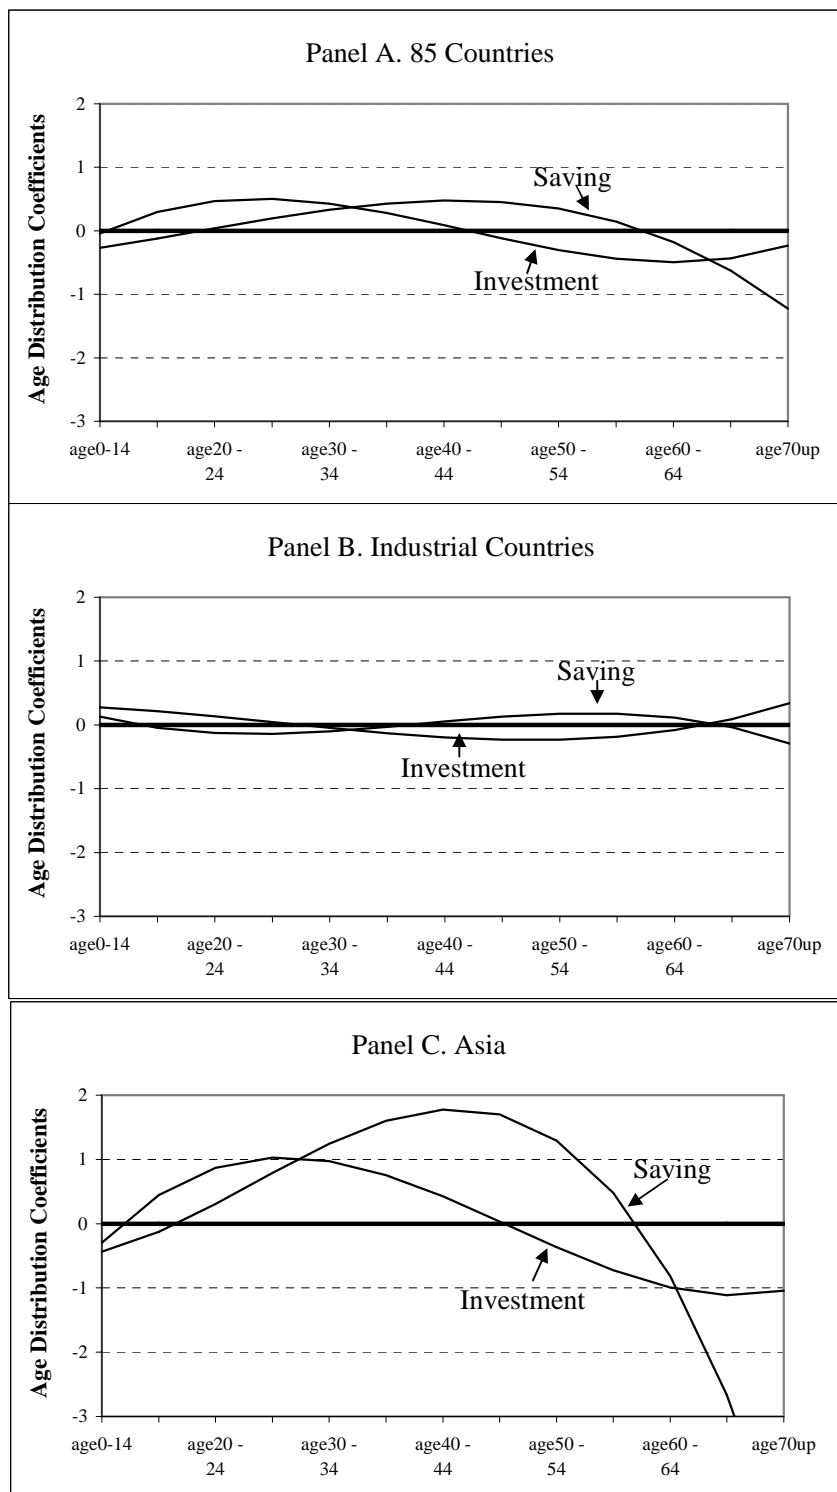 Panel A. 85 Countries
Age Distribution Coefficients
2
1
0
-1
-2
-3
Saving
Investment
age0-14
age20 - 24
age30 - 34
age40 - 44
age50 - 54
age60 - 64
age70up
Panel B. Industrial Countries
Age Distribution Coefficients
2
1
0
-1
-2
-3
Saving
Investment
age0-14
age20 - 24
age30 - 34
age40 - 44
age50 - 54
age60 - 64
age70up
Panel C. Asia
Age Distribution Coefficients
2
1
0
-1
-2
-3
Saving
Investment
age0-14
age20 - 24
age30 - 34
age40 - 44
age50 - 54
age60 - 64
age70up